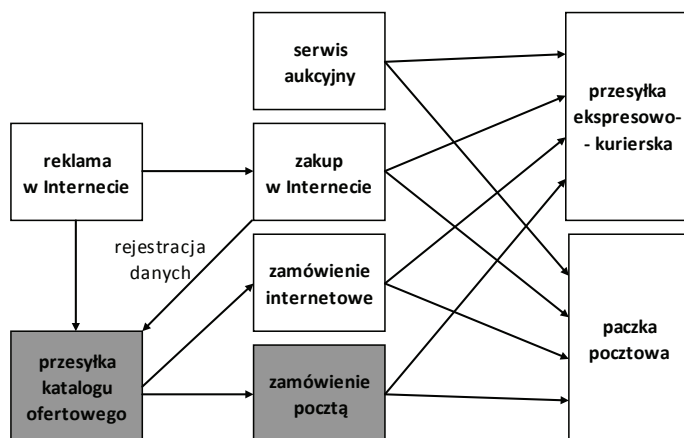 serwis
aukcyjny
przesyłka
ekspresowo-
- kurierska
reklama
w Internecie
zakup
w Internecie
rejestracja
danych
zamówienie
internetowe
paczka
pocztowa
przesyłka
katalogu
ofertowego
zamówienie
pocztą